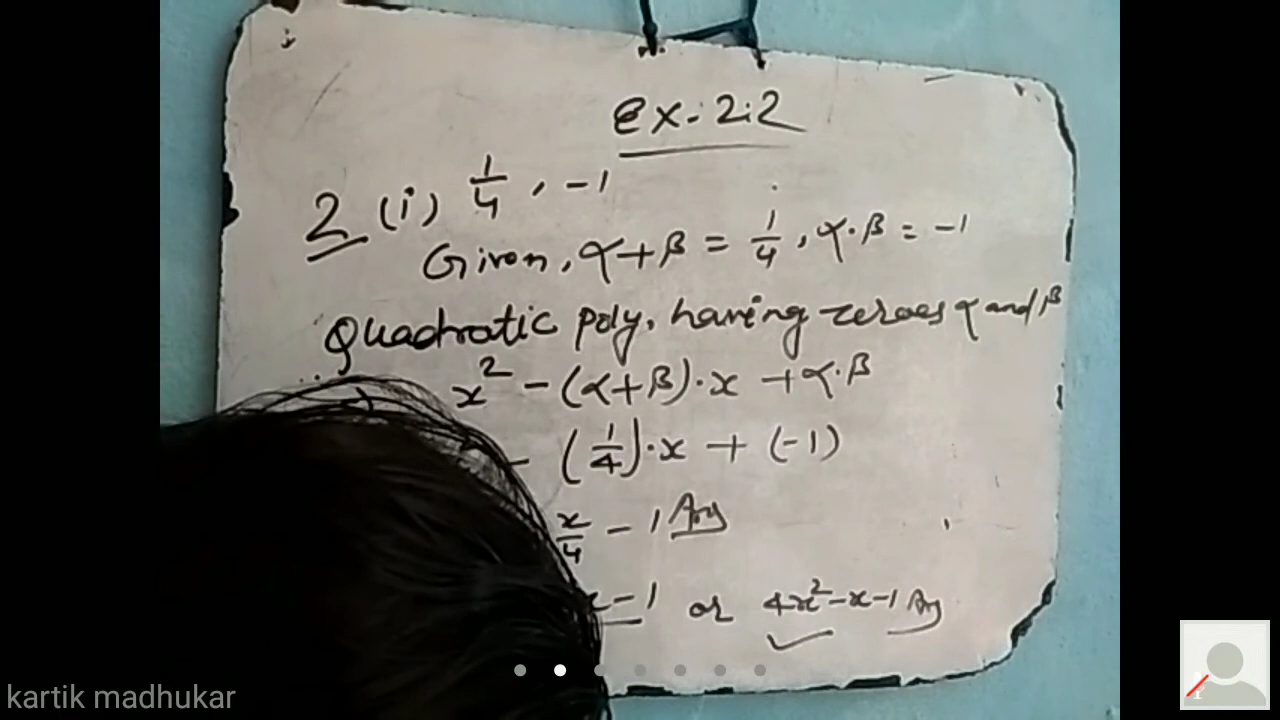 ex. 2.2
2 (i) 1/4, -1
Given, α+β = 1/4, α.β = -1
Quadratic poly. having zeroes α and β
x² - (α+β).x + α.β
- (1/4).x + (-1)
x/4 - 1 Ans
x-1 or 4x²-x-1 Ans
kartik madhukar